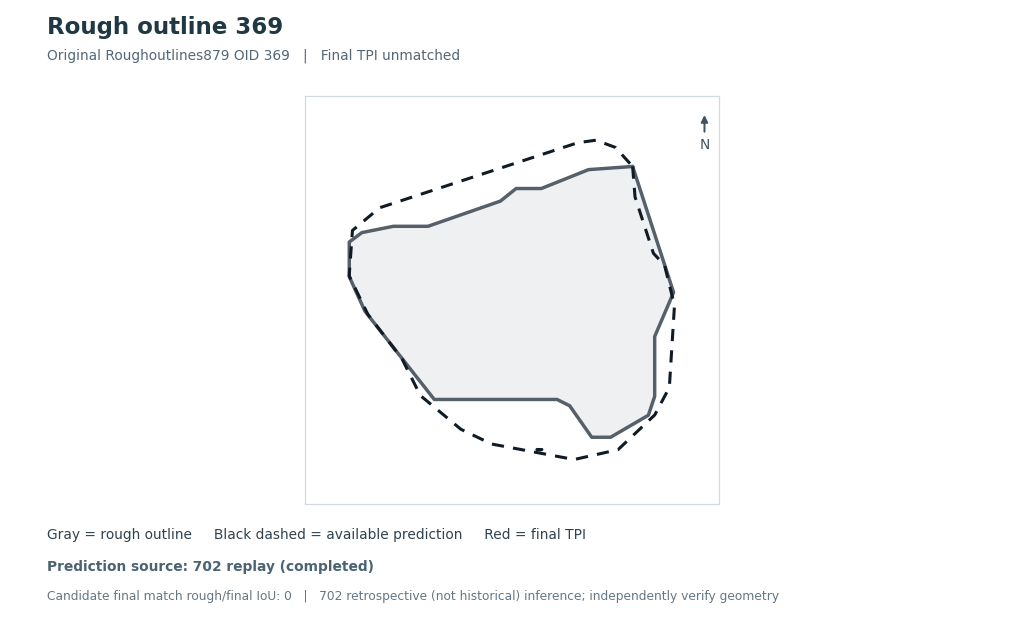 Rough outline 369
Original Roughoutlines879 OID 369   |   Final TPI unmatched
N
Gray = rough outline     Black dashed = available prediction     Red = final TPI
Prediction source: 702 replay (completed)
Candidate final match rough/final IoU: 0   |   702 retrospective (not historical) inference; independently verify geometry